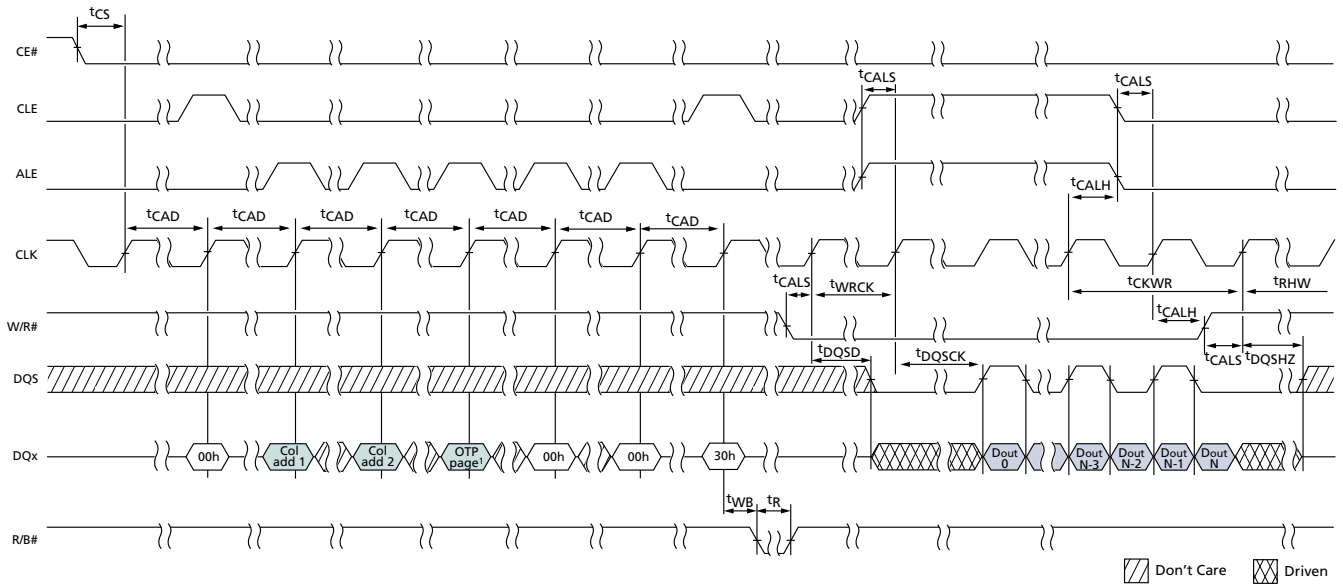 tCS
CE#
tCALS
tCALS
CLE
ALE
tCALH
tCAD
tCAD
tCAD
tCAD
tCAD
tCAD
tCAD
CLK
tCALS
tWRCK
tCKWR
tRHW
tCALH
W/R#
tDQSD
tDQSCK
tCALS
tDQSHZ
DQS
DQx
00h
Col
add 1
Col
add 2
OTP
page1
00h
00h
30h
Dout
0
Dout
N-3
Dout
N-2
Dout
N-1
Dout
N
tWB
tR
R/B#
Don't Care
Driven